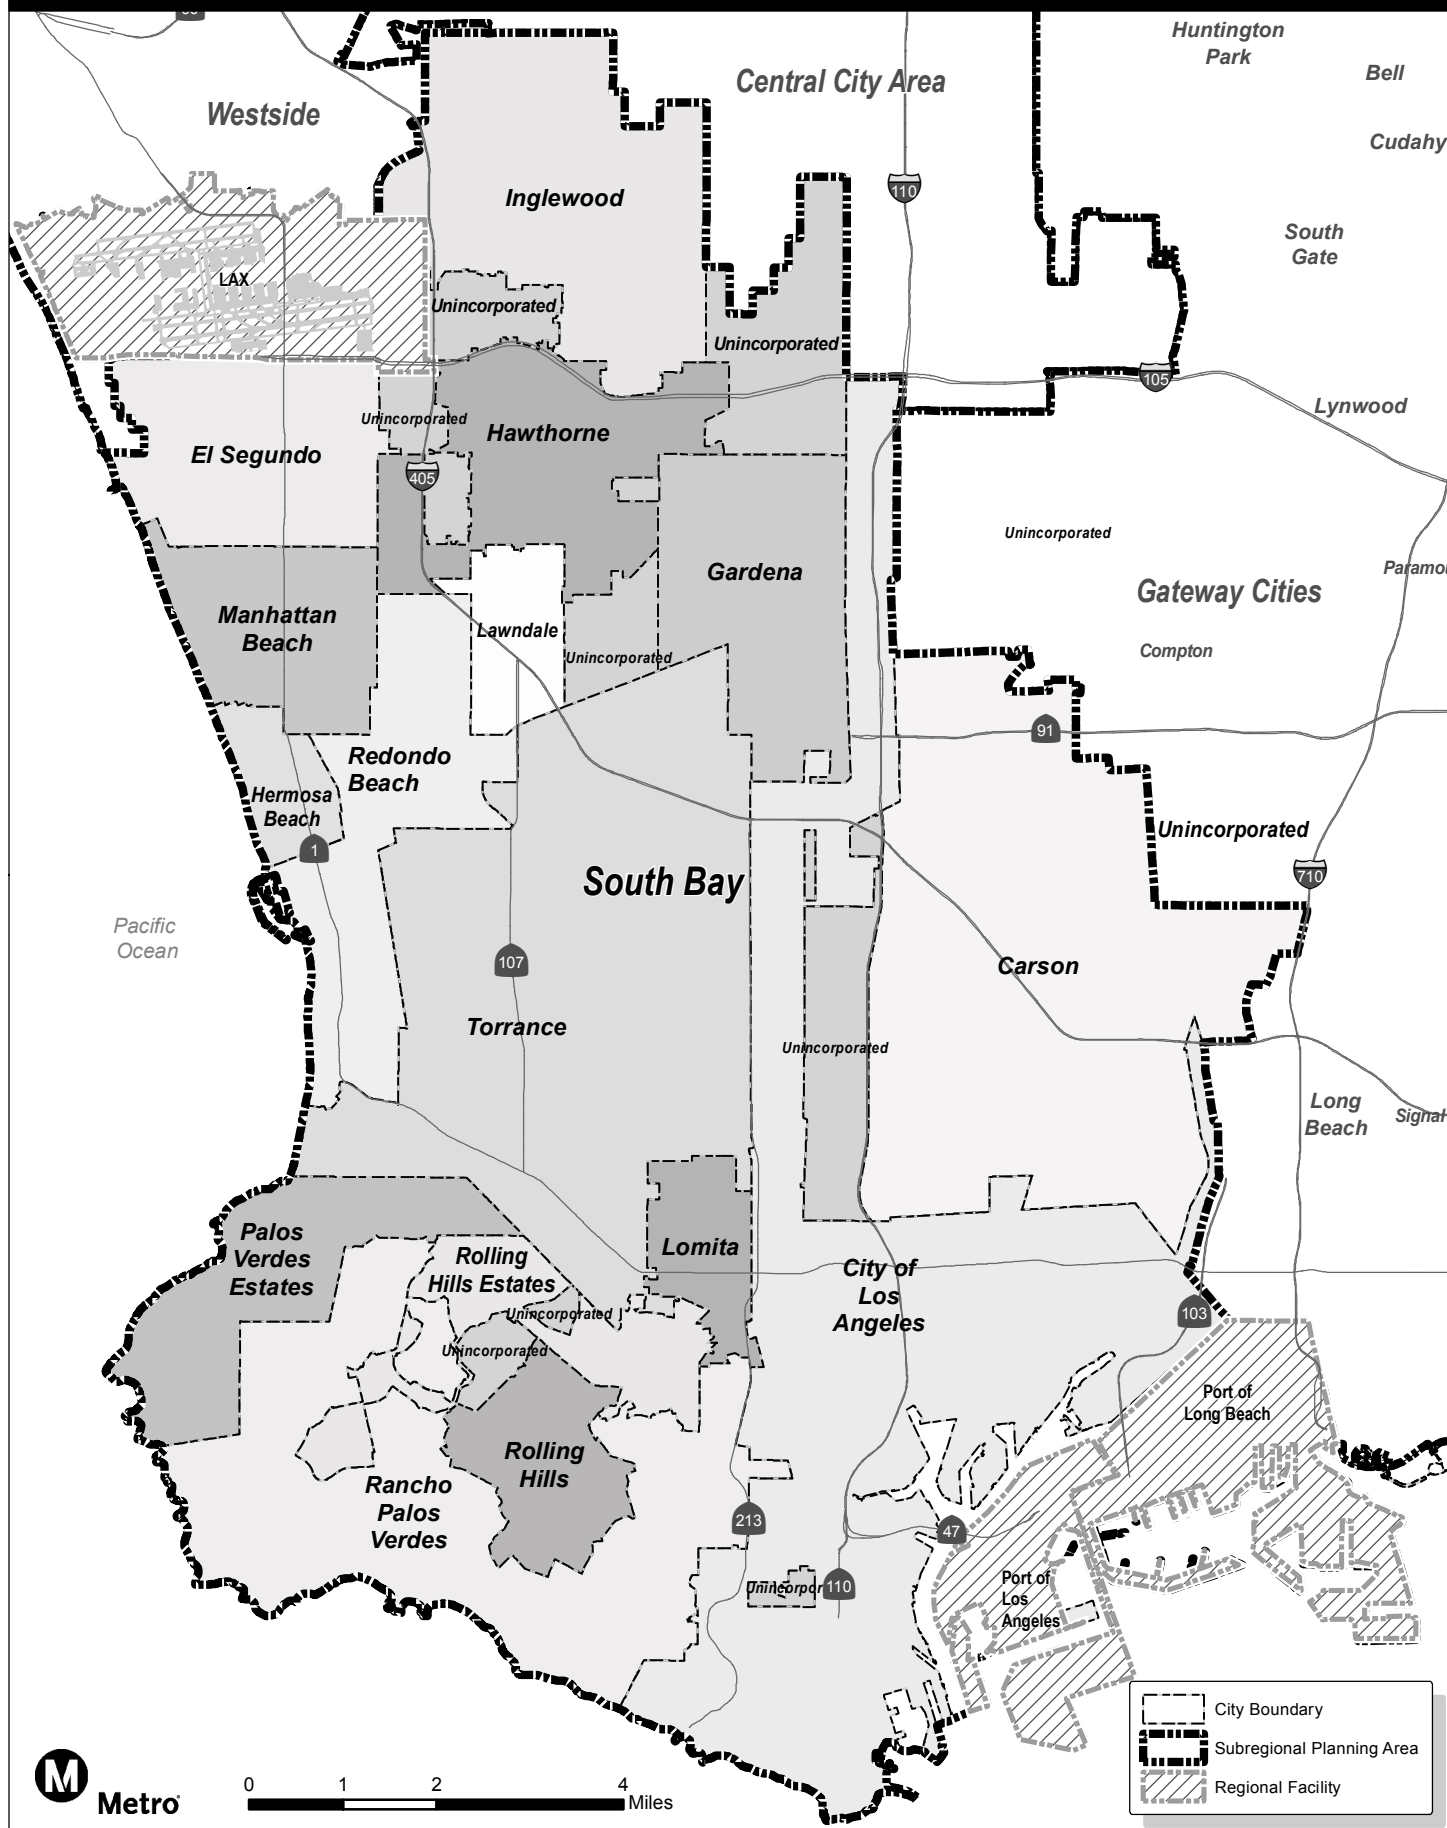 Huntington
Park
Bell
Central City Area
Westside
Cudahy
110
Inglewood
South
Gate
LAX
Unincorporated
Unincorporated
105
Lynwood
Unincorporated
Hawthorne
El Segundo
405
Unincorporated
Gardena
Paramou
Gateway Cities
Manhattan
Beach
Lawndale
Unincorporated
Compton
91
Redondo
Beach
Hermosa
Beach
Unincorporated
1
710
South Bay
Pacific
Ocean
107
Carson
Torrance
Unincorporated
Long
Beach
Signal
Palos
Verdes
Estates
Lomita
Rolling
Hills Estates
City of
Los
Angeles
Unincorporated
103
Unincorporated
Port of
Long Beach
Rolling
Hills
Rancho
Palos
Verdes
213
47
Unincorpor
110
Port of
Los
Angeles
City Boundary
Subregional Planning Area
Regional Facility
M
Metro
0 1 2 4
Miles